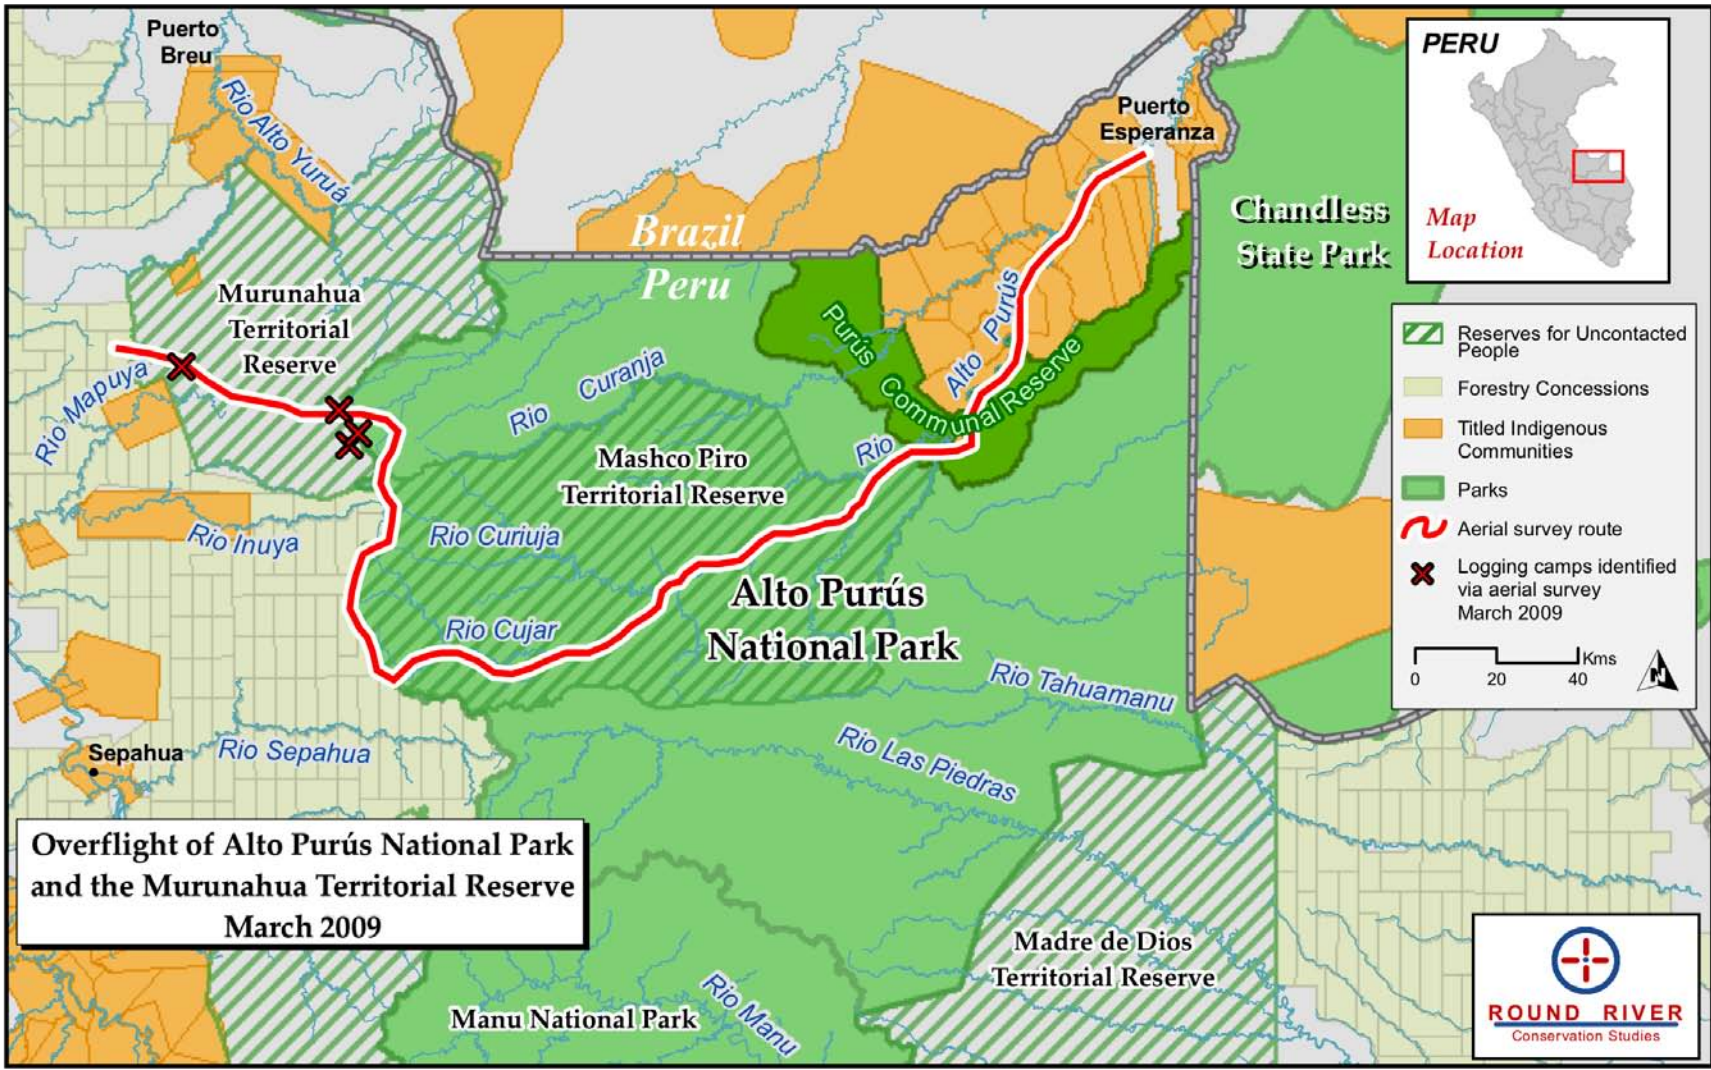 Puerto
Breu
Rio Alto Yuruá
Brazil
Peru
Puerto
Esperanza
Chandless
State Park
PERU
Map
Location
Murunahua
Territorial
Reserve
Rio Mapuya
Rio Curanja
Purús
Communal Reserve
Rio Alto Purús
Mashco Piro
Territorial Reserve
Rio Inuya
Rio Curiuja
Rio Cujar
Alto Purús
National Park
Rio Tahuamanu
Rio Las Piedras
Sepahua
Rio Sepahua
Reserves for Uncontacted
People
Forestry Concessions
Titled Indigenous
Communities
Parks
Aerial survey route
Logging camps identified
via aerial survey
March 2009
Kms
0 20 40
N
Overflight of Alto Purús National Park
and the Murunahua Territorial Reserve
March 2009
Manu National Park
Rio Manu
Madre de Dios
Territorial Reserve
ROUND RIVER
Conservation Studies